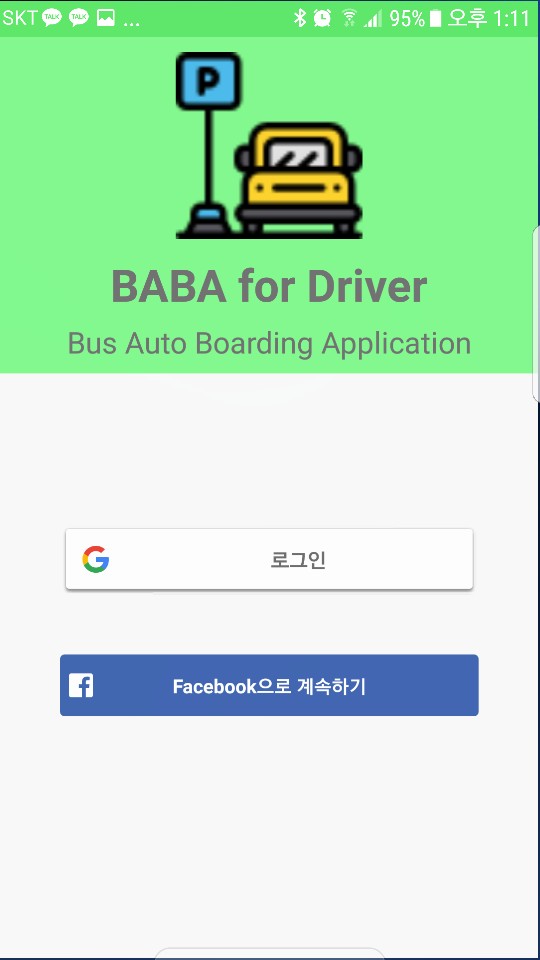 SKT TALK TALK ... 95% 오후 1:11
P
BABA for Driver
Bus Auto Boarding Application
로그인
Facebook으로 계속하기